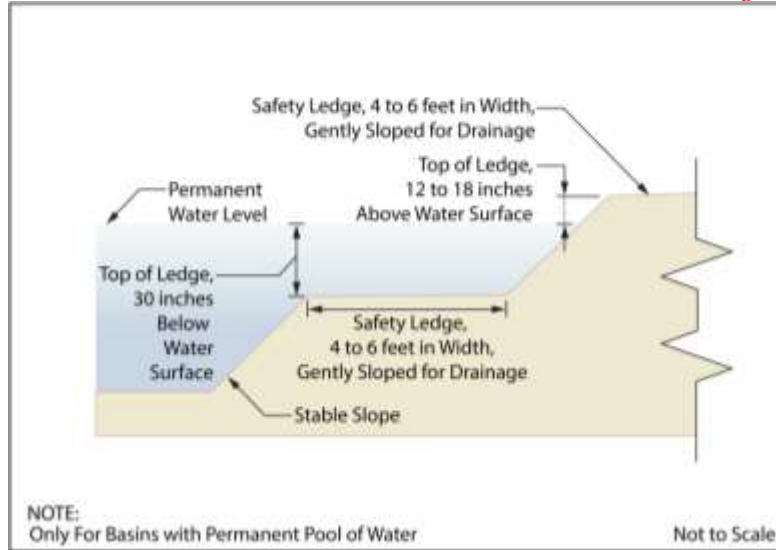 Safety Ledge, 4 to 6 feet in Width,
Gently Sloped for Drainage
Top of Ledge,
12 to 18 inches
Above Water Surface
Permanent
Water Level
Top of Ledge,
30 inches
Below
Water
Surface
Safety Ledge,
4 to 6 feet in Width,
Gently Sloped for Drainage
Stable Slope
NOTE:
Only For Basins with Permanent Pool of Water
Not to Scale